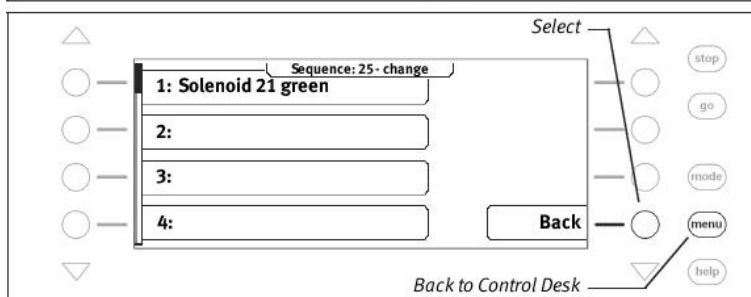 Select
Sequence: 25- change
stop
1: Solenoid 21 green
go
2:
3:
mode
4:
Back
menu
Back to Control Desk
help